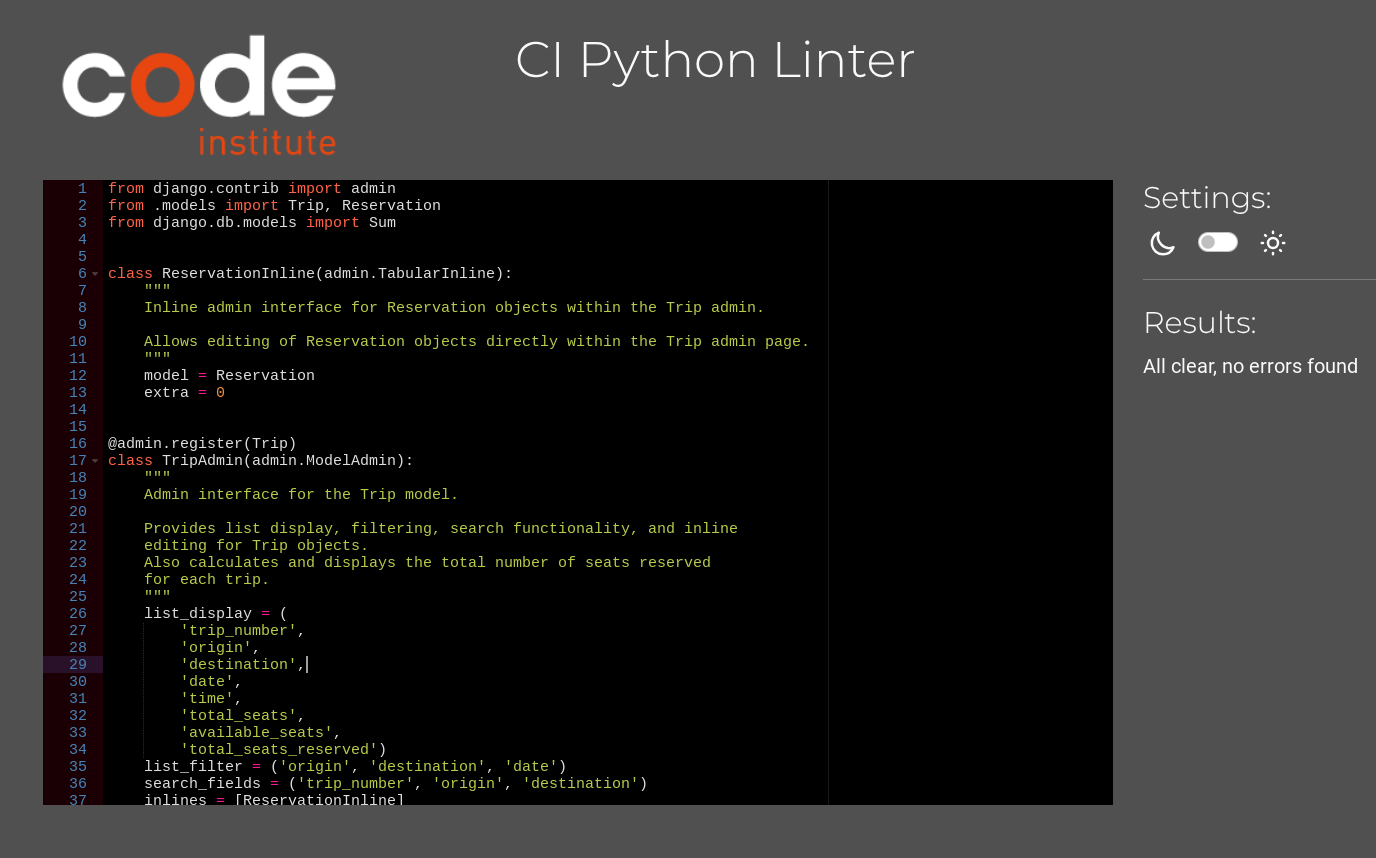 code
institute
CI Python Linter
1 from django.contrib import admin
2 from .models import Trip, Reservation
3 from django.db.models import Sum
4
5
6 class ReservationInline(admin.TabularInline):
7     """
8     Inline admin interface for Reservation objects within the Trip admin.
9
10     Allows editing of Reservation objects directly within the Trip admin page.
11     """
12     model = Reservation
13     extra = 0
14
15
16 @admin.register(Trip)
17 class TripAdmin(admin.ModelAdmin):
18     """
19     Admin interface for the Trip model.
20
21     Provides list display, filtering, search functionality, and inline
22     editing for Trip objects.
23     Also calculates and displays the total number of seats reserved
24     for each trip.
25     """
26     list_display = (
27         'trip_number',
28         'origin',
29         'destination',
30         'date',
31         'time',
32         'total_seats',
33         'available_seats',
34         'total_seats_reserved')
35     list_filter = ('origin', 'destination', 'date')
36     search_fields = ('trip_number', 'origin', 'destination')
37     inlines = [ReservationInline]
Settings:
Results:
All clear, no errors found